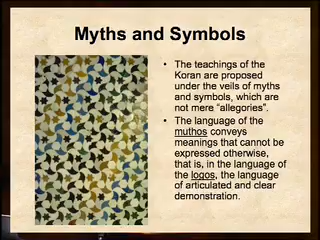 Myths and Symbols
• The teachings of the
Koran are proposed
under the veils of myths
and symbols, which are
not mere “allegories”.
• The language of the
muthos conveys
meanings that cannot be
expressed otherwise,
that is, in the language of
the logos, the language
of articulated and clear
demonstration.